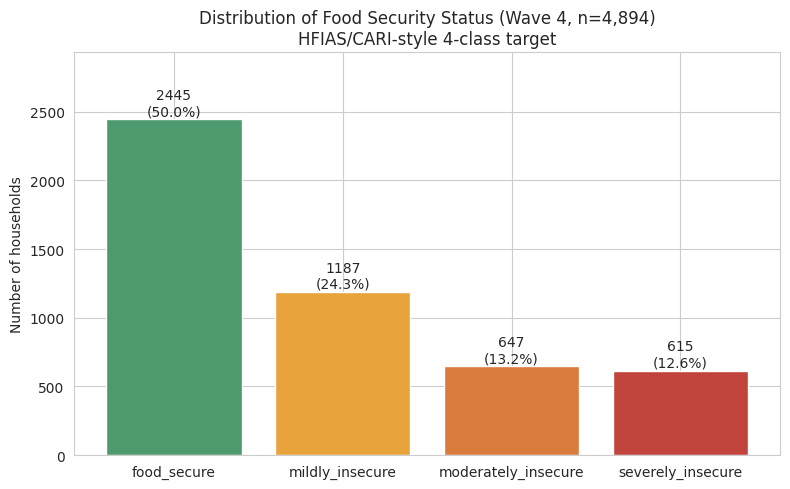 Distribution of Food Security Status (Wave 4, n=4,894)
HFIAS/CARI-style 4-class target
Number of households
2500
2000
1500
1000
500
0
2445
(50.0%)
1187
(24.3%)
647
(13.2%)
615
(12.6%)
food_secure
mildly_insecure
moderately_insecure
severely_insecure